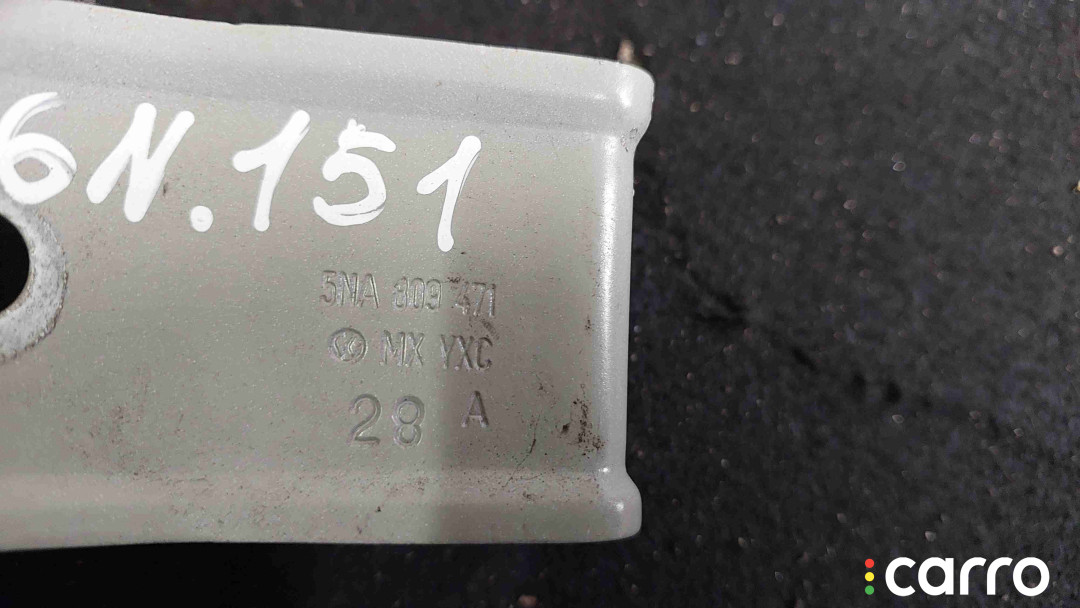 6N.151
5NA 809 471
MX YXC
28 A
carro